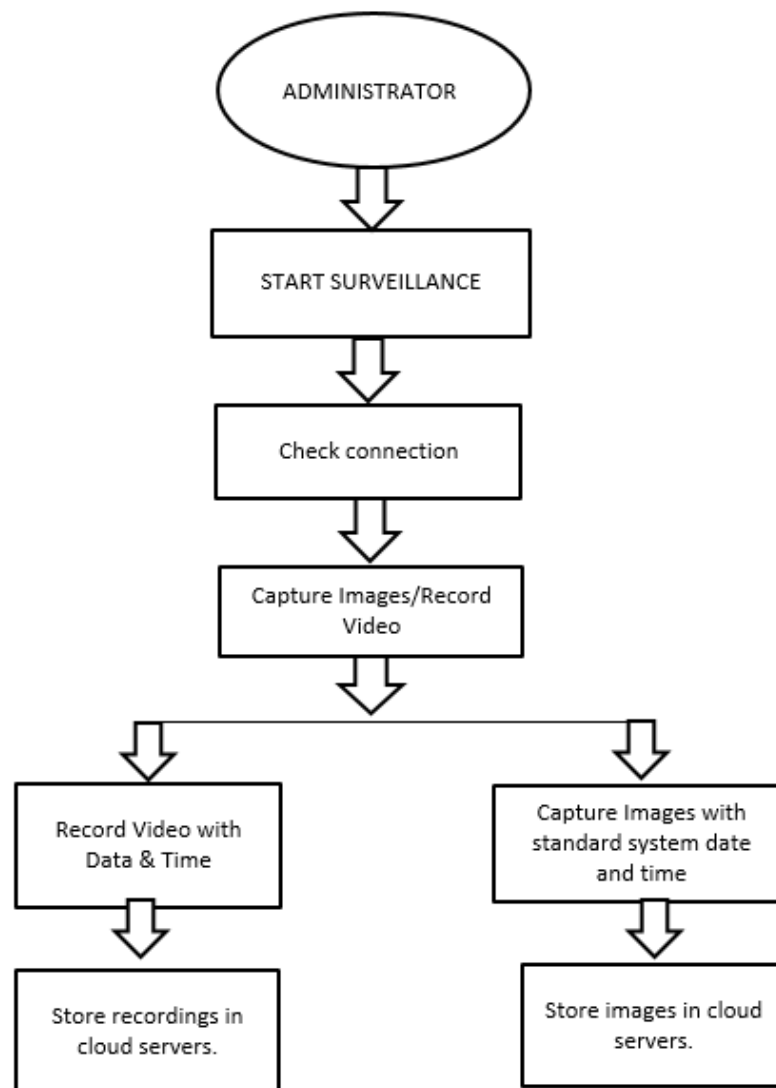 ADMINISTRATOR
START SURVEILLANCE
Check connection
Capture Images/Record
Video
Record Video with
Data & Time
Capture Images with
standard system date
and time
Store recordings in
cloud servers.
Store images in cloud
servers.